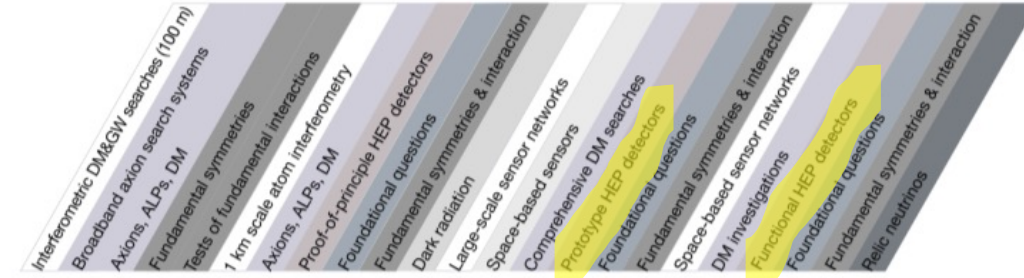 Interferometric DM&GW searches (100 m)
Broadband axion search systems
Axions, ALPs, DM
Fundamental symmetries
Tests of fundamental interactions
1 km scale atom interferometry
Axions, ALPs, DM
Proof-of-principle HEP detectors
Foundational questions
Fundamental symmetries & interaction
Dark radiation
Large-scale sensor networks
Space-based sensors
Comprehensive DM searches
Prototype HEP detectors
Foundational questions
Fundamental symmetries & interaction
Space-based sensor networks
DM investigations
Functional HEP detectors
Foundational questions
Fundamental symmetries & interaction
Relic neutrinos